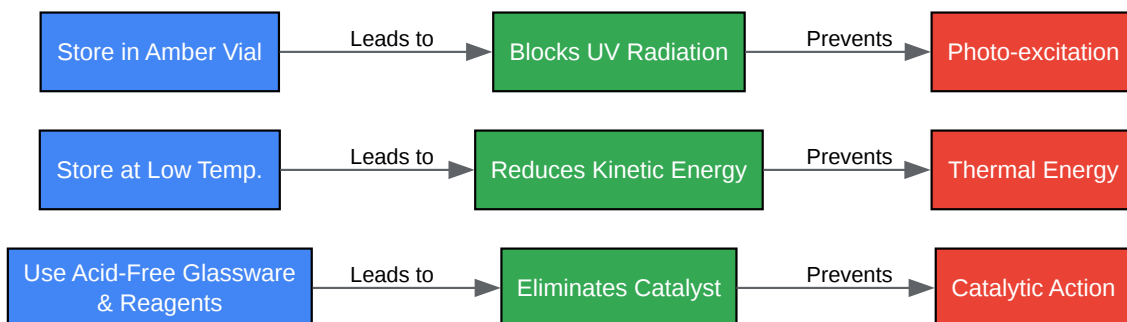 Store in Amber Vial
Leads to
Blocks UV Radiation
Prevents
Photo-excitation
Store at Low Temp.
Leads to
Reduces Kinetic Energy
Prevents
Thermal Energy
Use Acid-Free Glassware
& Reagents
Leads to
Eliminates Catalyst
Prevents
Catalytic Action